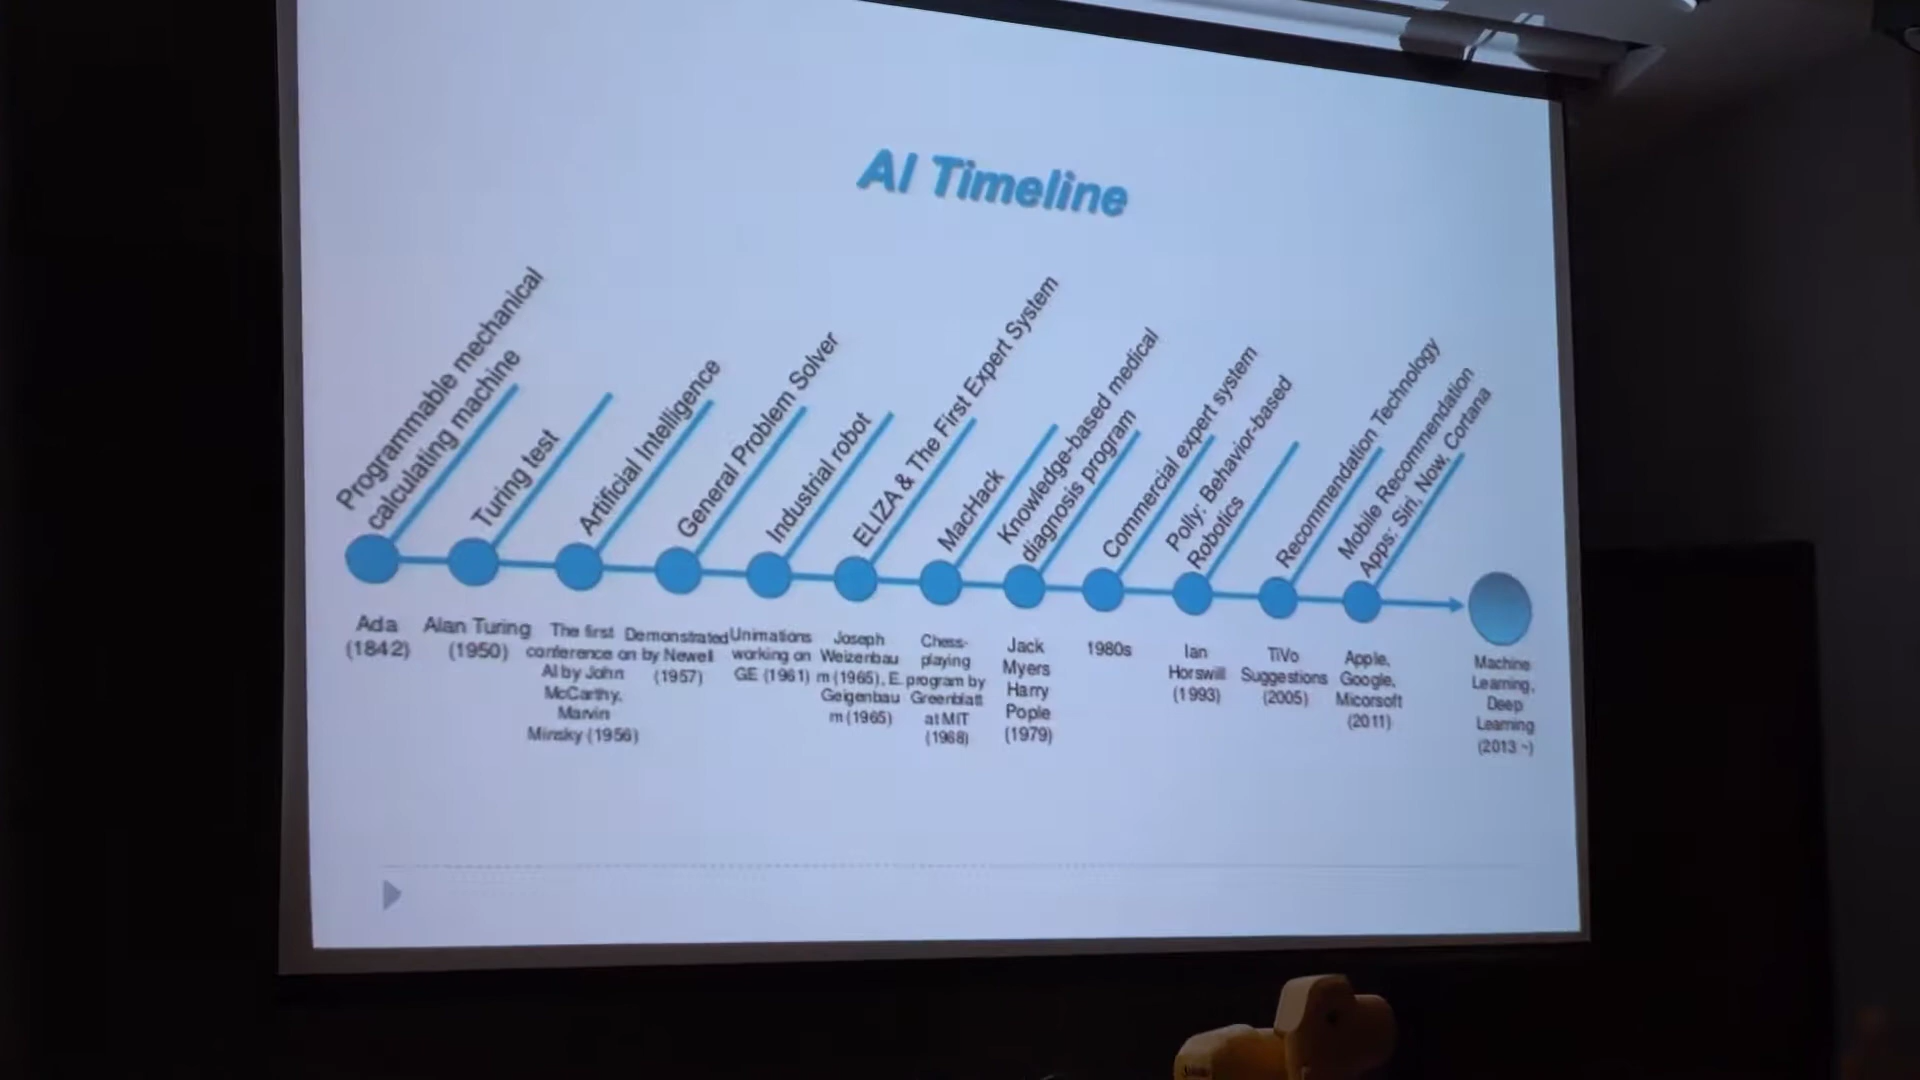 AI Timeline
Programmable mechanical
calculating machine
Turing test
Artificial Intelligence
General Problem Solver
Industrial robot
ELIZA & The First Expert System
MacHack
Knowledge-based medical
diagnosis program
Commercial expert system
Polly: Behavior-based
Robotics
Recommendation Technology
Mobile Recommendation
Apps: Siri, Now, Cortana
Ada
(1842)
Alan Turing
(1950)
The first
conference on
AI by John
McCarthy,
Marvin
Minsky (1956)
Demonstrated
by Newell
(1957)
Unimations
working on
GE (1961)
Joseph
Weizenbau
m (1965), E.
Geigenbau
m (1965)
Chess-
playing
program by
Greenblatt
at MIT
(1968)
Jack
Myers
Harry
Pople
(1979)
1980s
Ian
Horswill
(1993)
TiVo
Suggestions
(2005)
Apple,
Google,
Micorsoft
(2011)
Machine
Learning,
Deep
Learning
(2013 ~)